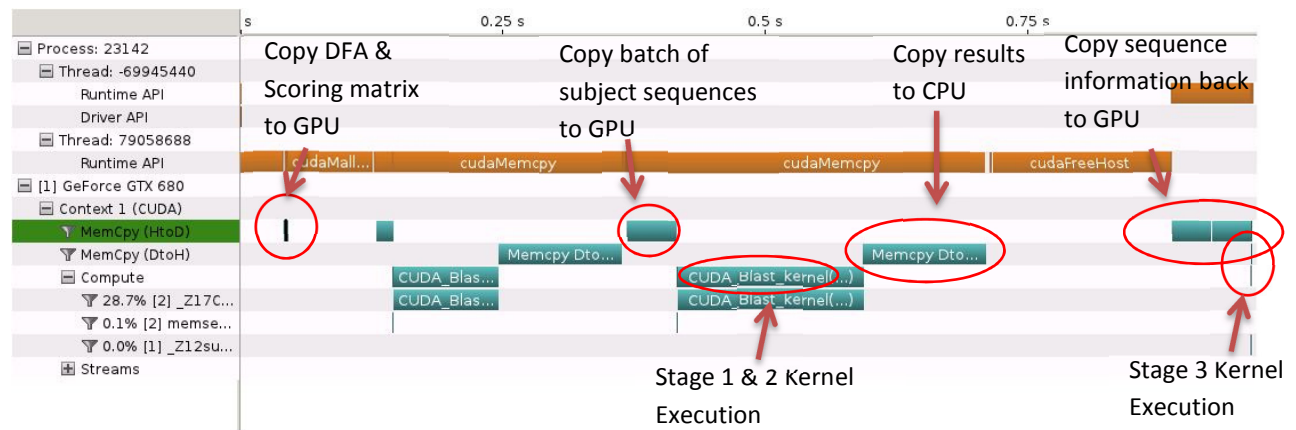 s
0.25 s
0.5 s
0.75 s
Copy DFA &
Scoring matrix
to GPU
Copy batch of
subject sequences
to GPU
Copy results
to CPU
Copy sequence
information back
to GPU
Process: 23142
Thread: -69945440
Runtime API
Driver API
Thread: 79058688
Runtime API
cudaMall...
cudaMemcpy
cudaMemcpy
cudaFreeHost
[1] GeForce GTX 680
Context 1 (CUDA)
MemCpy (HtoD)
MemCpy (DtoH)
Memcpy Dto...
Memcpy Dto...
Compute
CUDA_Blas...
CUDA_Blast_kernel(...)
28.7% [2] _Z17C...
CUDA_Blas...
CUDA_Blast_kernel(...)
0.1% [2] memse...
0.0% [1] _Z12su...
Streams
Stage 1 & 2 Kernel
Execution
Stage 3 Kernel
Execution